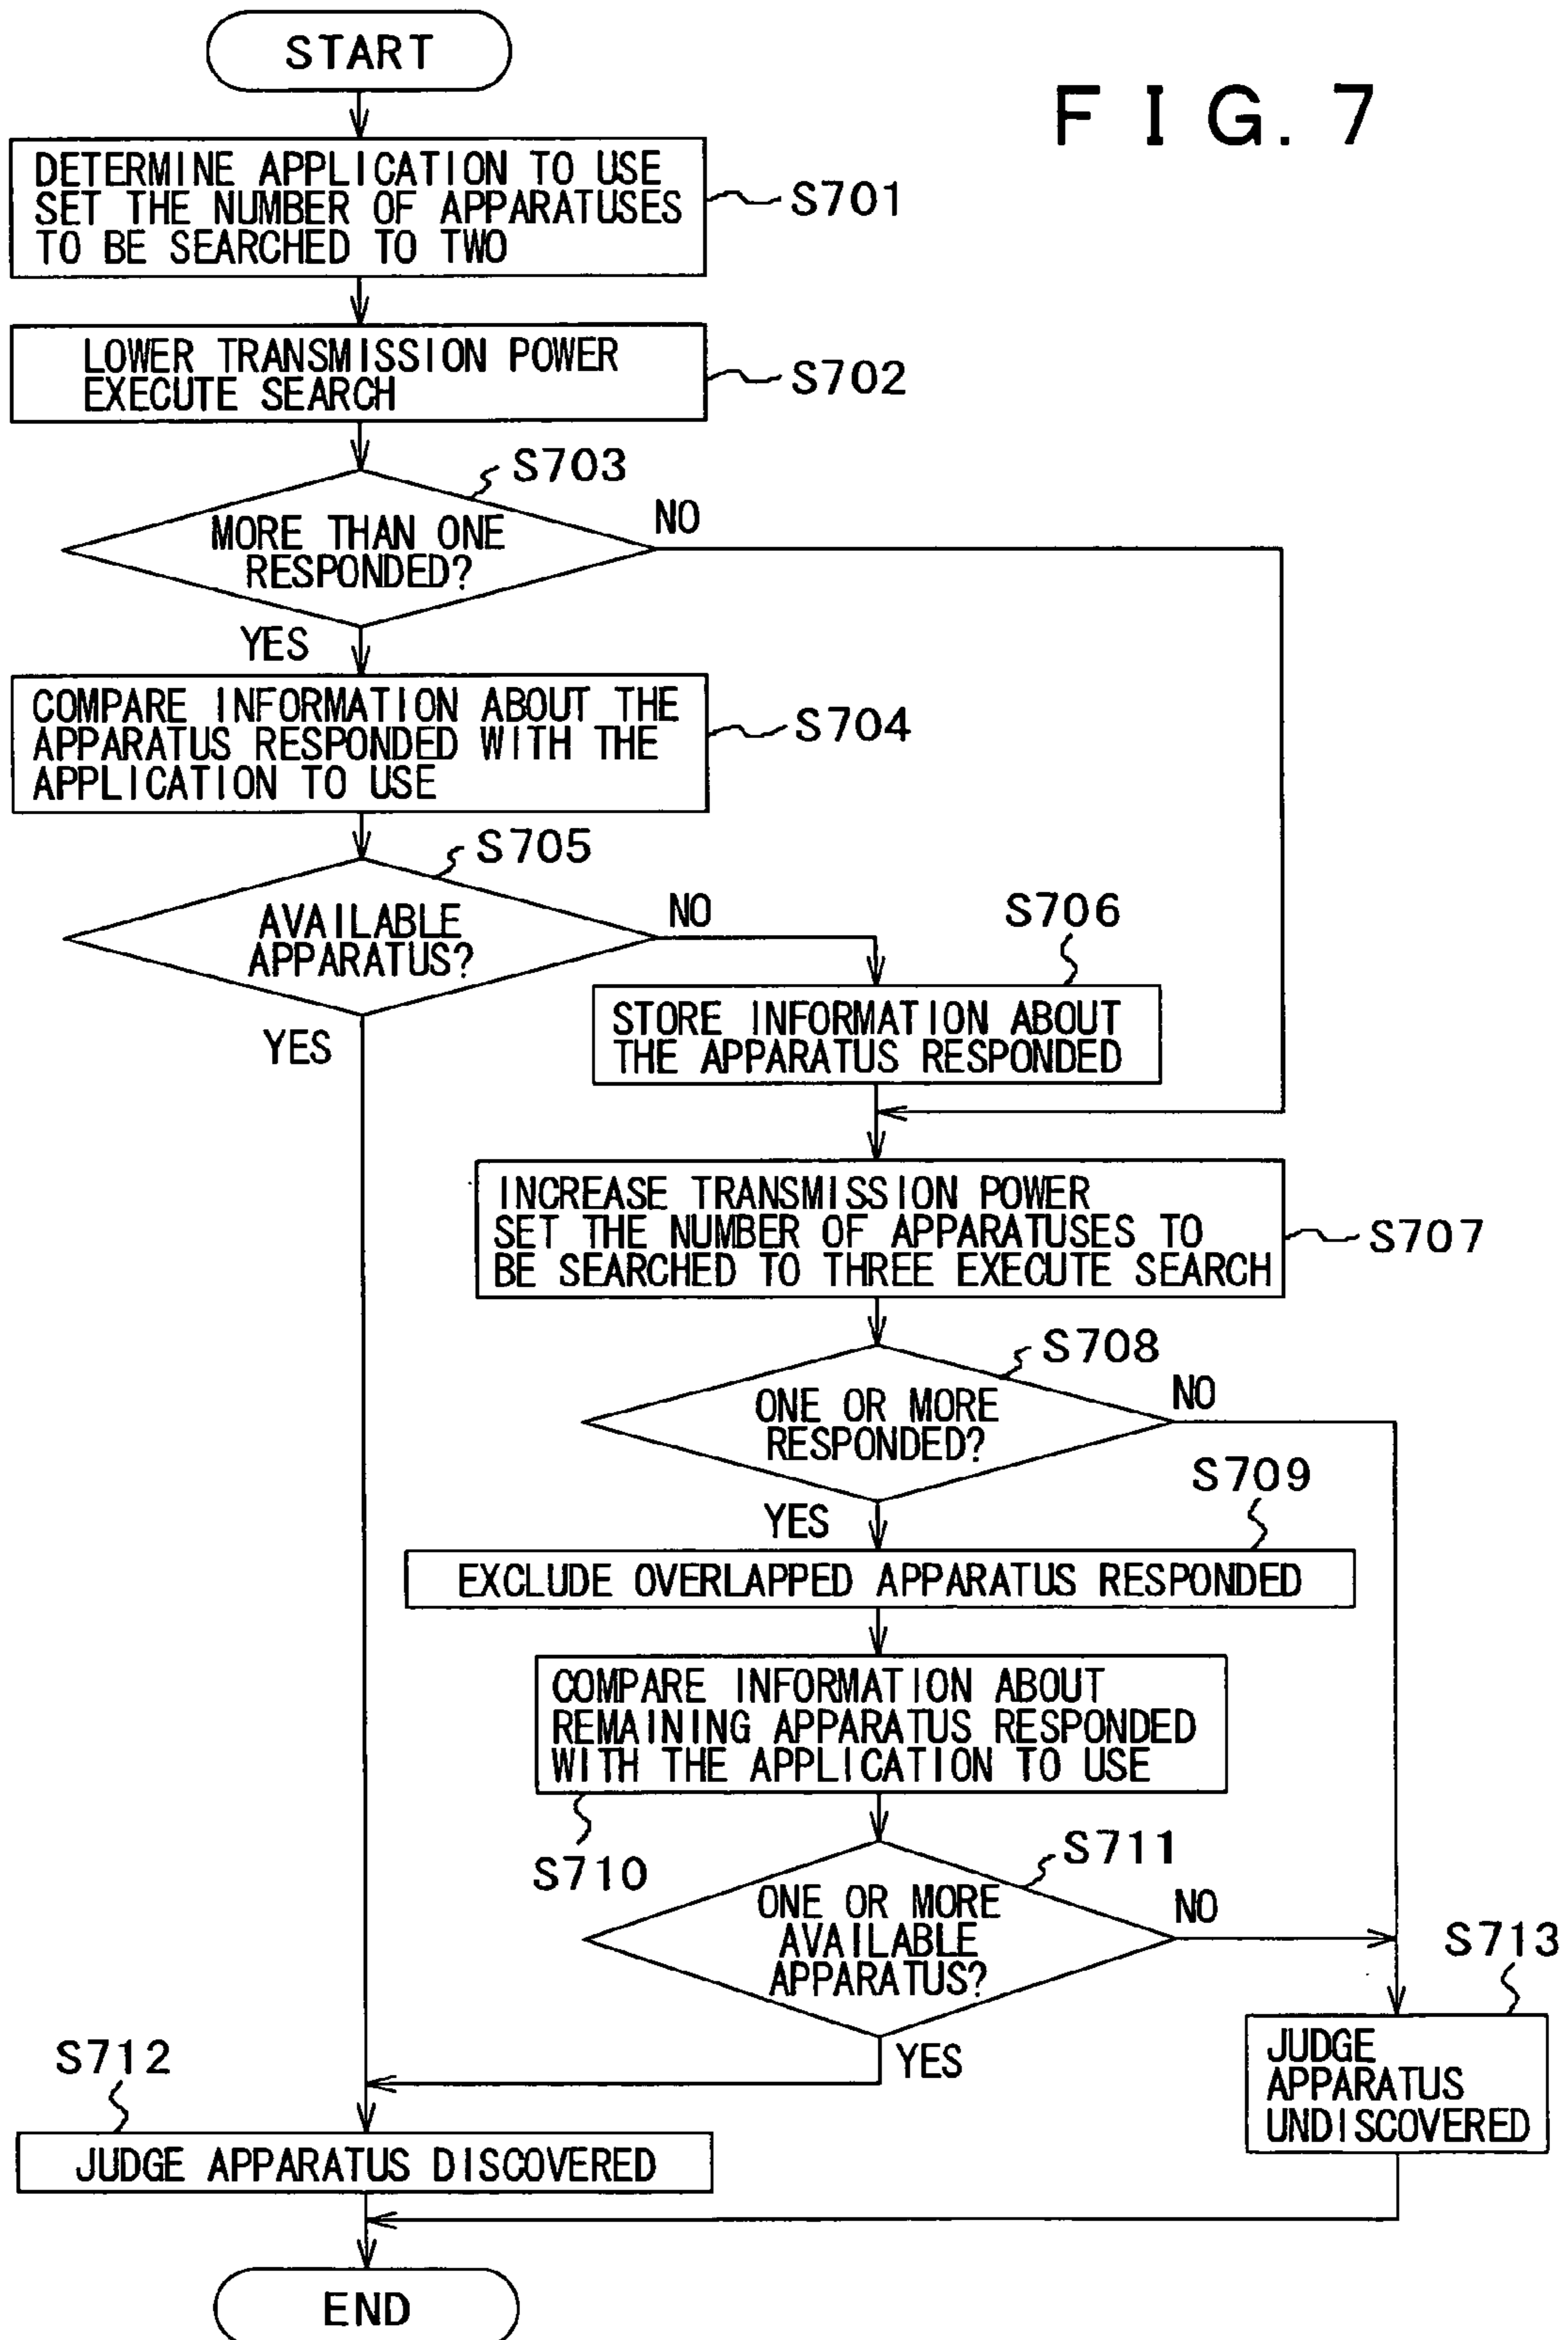 START
FIG. 7
DETERMINE APPLICATION TO USE
SET THE NUMBER OF APPARATUSES
TO BE SEARCHED TO TWO
S701
LOWER TRANSMISSION POWER
EXECUTE SEARCH
S702
S703
MORE THAN ONE
RESPONDED?
NO
YES
COMPARE INFORMATION ABOUT THE
APPARATUS RESPONDED WITH THE
APPLICATION TO USE
S704
S705
AVAILABLE
APPARATUS?
NO
YES
S706
STORE INFORMATION ABOUT
THE APPARATUS RESPONDED
INCREASE TRANSMISSION POWER
SET THE NUMBER OF APPARATUSES TO
BE SEARCHED TO THREE EXECUTE SEARCH
S707
S708
ONE OR MORE
RESPONDED?
NO
YES
S709
EXCLUDE OVERLAPPED APPARATUS RESPONDED
COMPARE INFORMATION ABOUT
REMAINING APPARATUS RESPONDED
WITH THE APPLICATION TO USE
S710
S711
ONE OR MORE
AVAILABLE
APPARATUS?
NO
YES
S712
JUDGE APPARATUS DISCOVERED
S713
JUDGE
APPARATUS
UNDISCOVERED
END